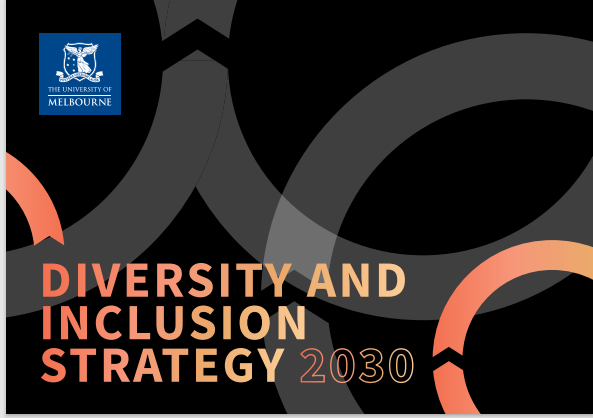 THE UNIVERSITY OF
MELBOURNE
DIVERSITY AND
INCLUSION
STRATEGY 2030